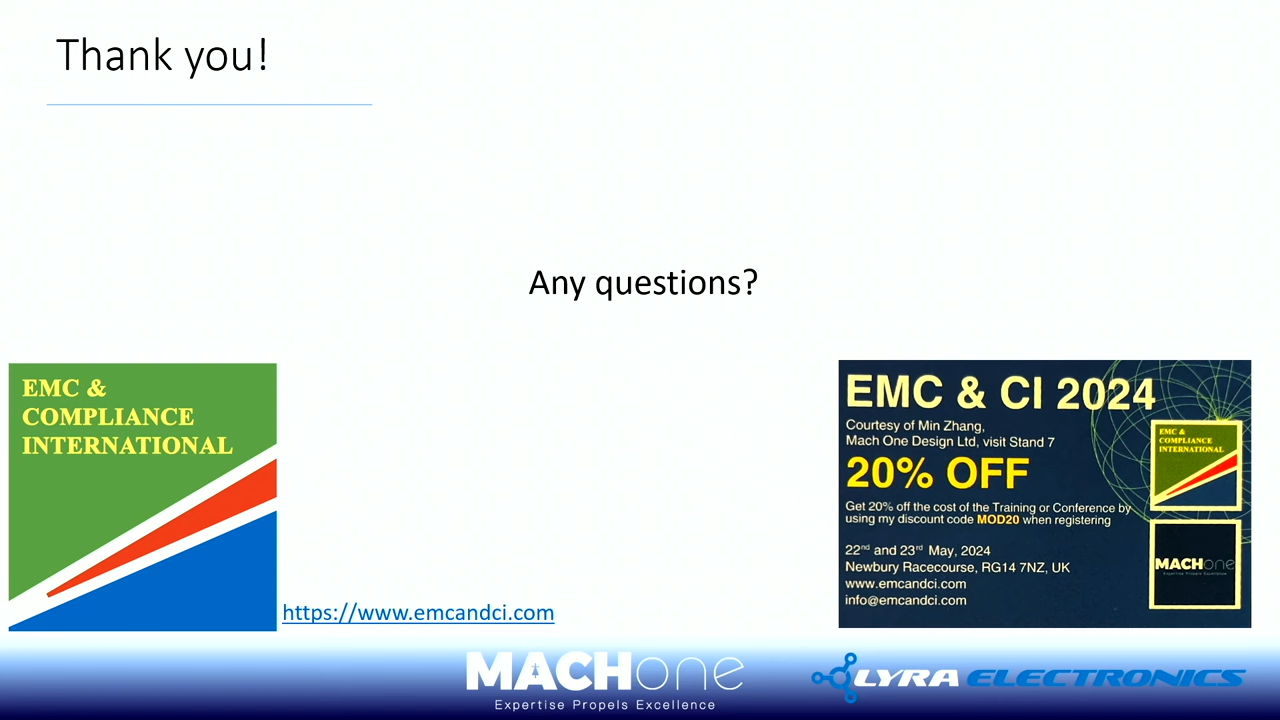 Thank you!
Any questions?
EMC &
COMPLIANCE
INTERNATIONAL
https://www.emcandci.com
EMC & CI 2024
Courtesy of Min Zhang,
Mach One Design Ltd, visit Stand 7
20% OFF
Get 20% off the cost of the Training or Conference by
using my discount code MOD20 when registering
22nd and 23rd May, 2024
Newbury Racecourse, RG14 7NZ, UK
www.emcandci.com
info@emcandci.com
EMC &
COMPLIANCE
INTERNATIONAL
MACHone
Expertise Propels Excellence
MACHone
Expertise Propels Excellence
LYRA ELECTRONICS